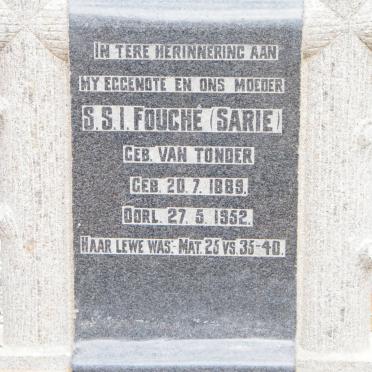 IN TERE HERINNERING AAN
MY EGGENOTE EN ONS MOEDER
S.S.I. FOUCHÉ (SARIE)
GEB. VAN TONDER
GEB. 20.7.1889.
OORL. 27.5.1952.
HAAR LEWE WAS:- MAT. 25 VS. 35-40.